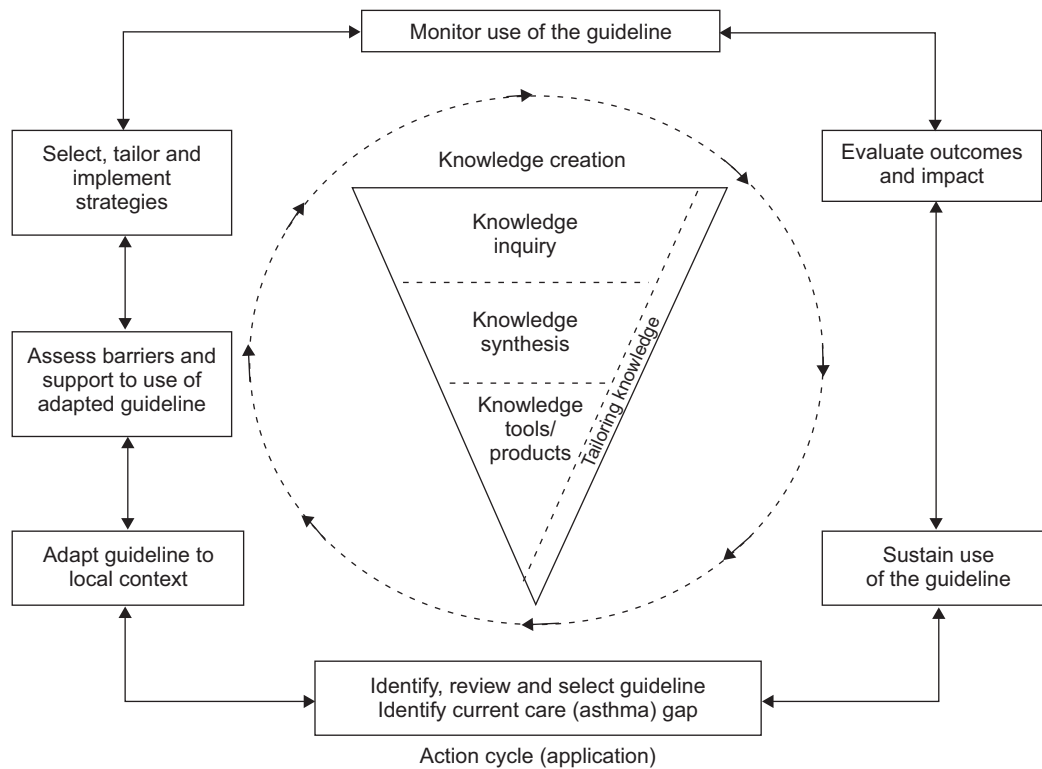 Monitor use of the guideline
Select, tailor and
implement
strategies
Evaluate outcomes
and impact
Knowledge creation
Knowledge
inquiry
Knowledge
synthesis
Knowledge
tools/
products
Tailoring knowledge
Assess barriers and
support to use of
adapted guideline
Adapt guideline to
local context
Sustain use
of the guideline
Identify, review and select guideline
Identify current care (asthma) gap
Action cycle (application)